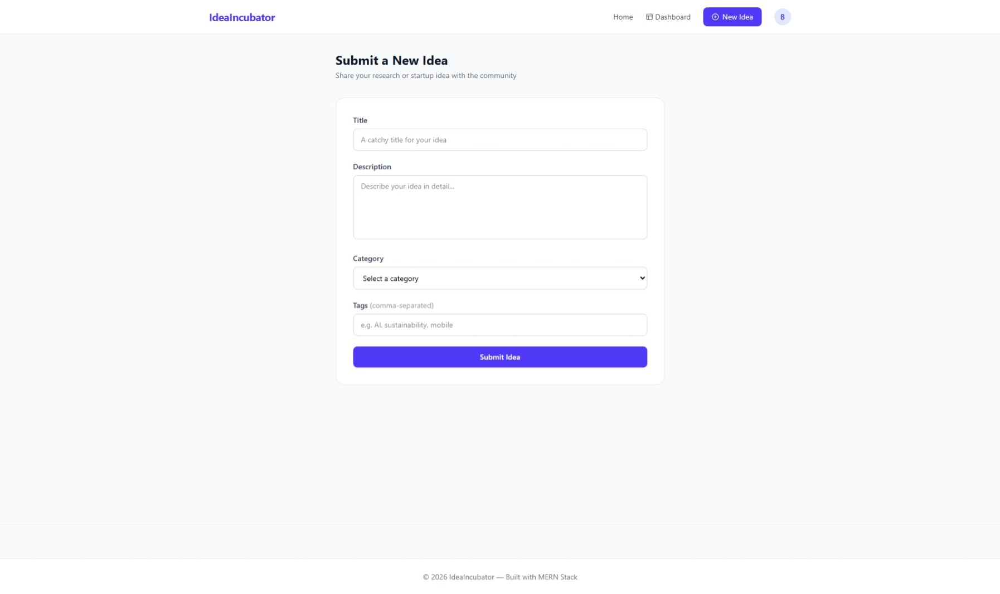 IdeaIncubator
Home
Dashboard
New Idea
B
Submit a New Idea
Share your research or startup idea with the community
Title
A catchy title for your idea
Description
Describe your idea in detail...
Category
Select a category
Tags (comma-separated)
e.g. AI, sustainability, mobile
Submit Idea
© 2026 IdeaIncubator — Built with MERN Stack